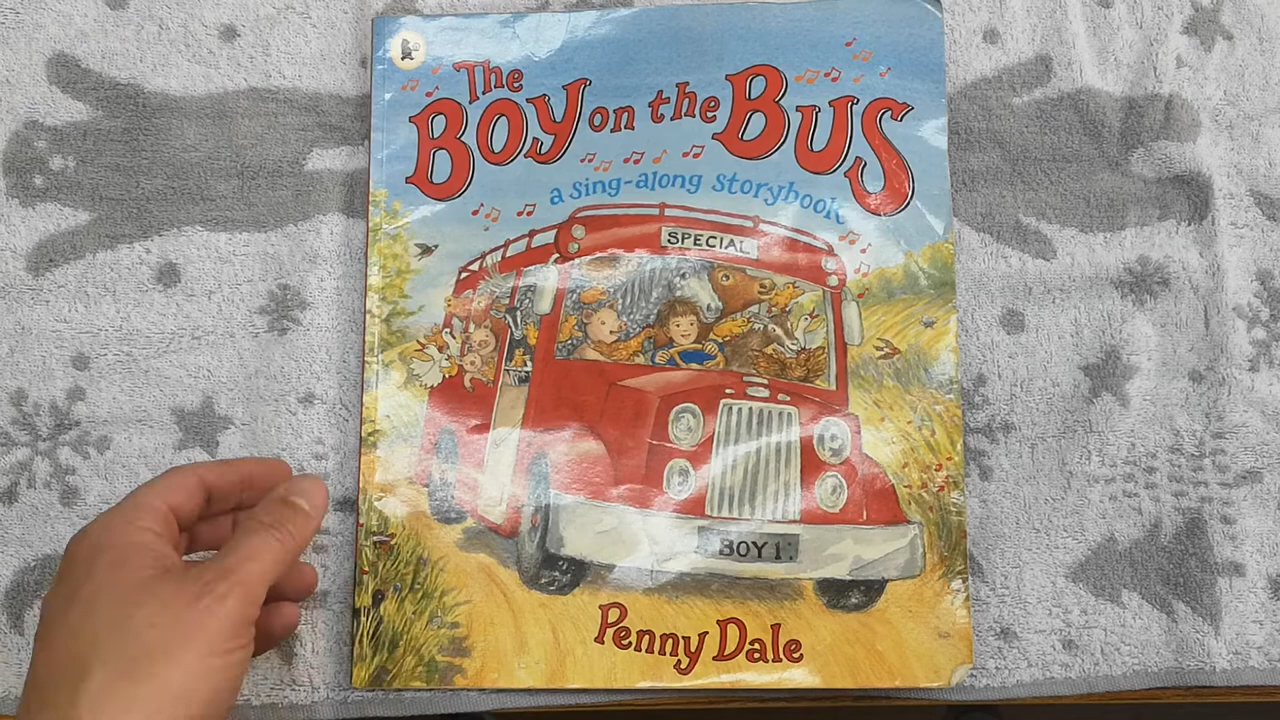 The
BOY on the BUS
a sing-along storybook
SPECIAL
BOY 1
Penny Dale